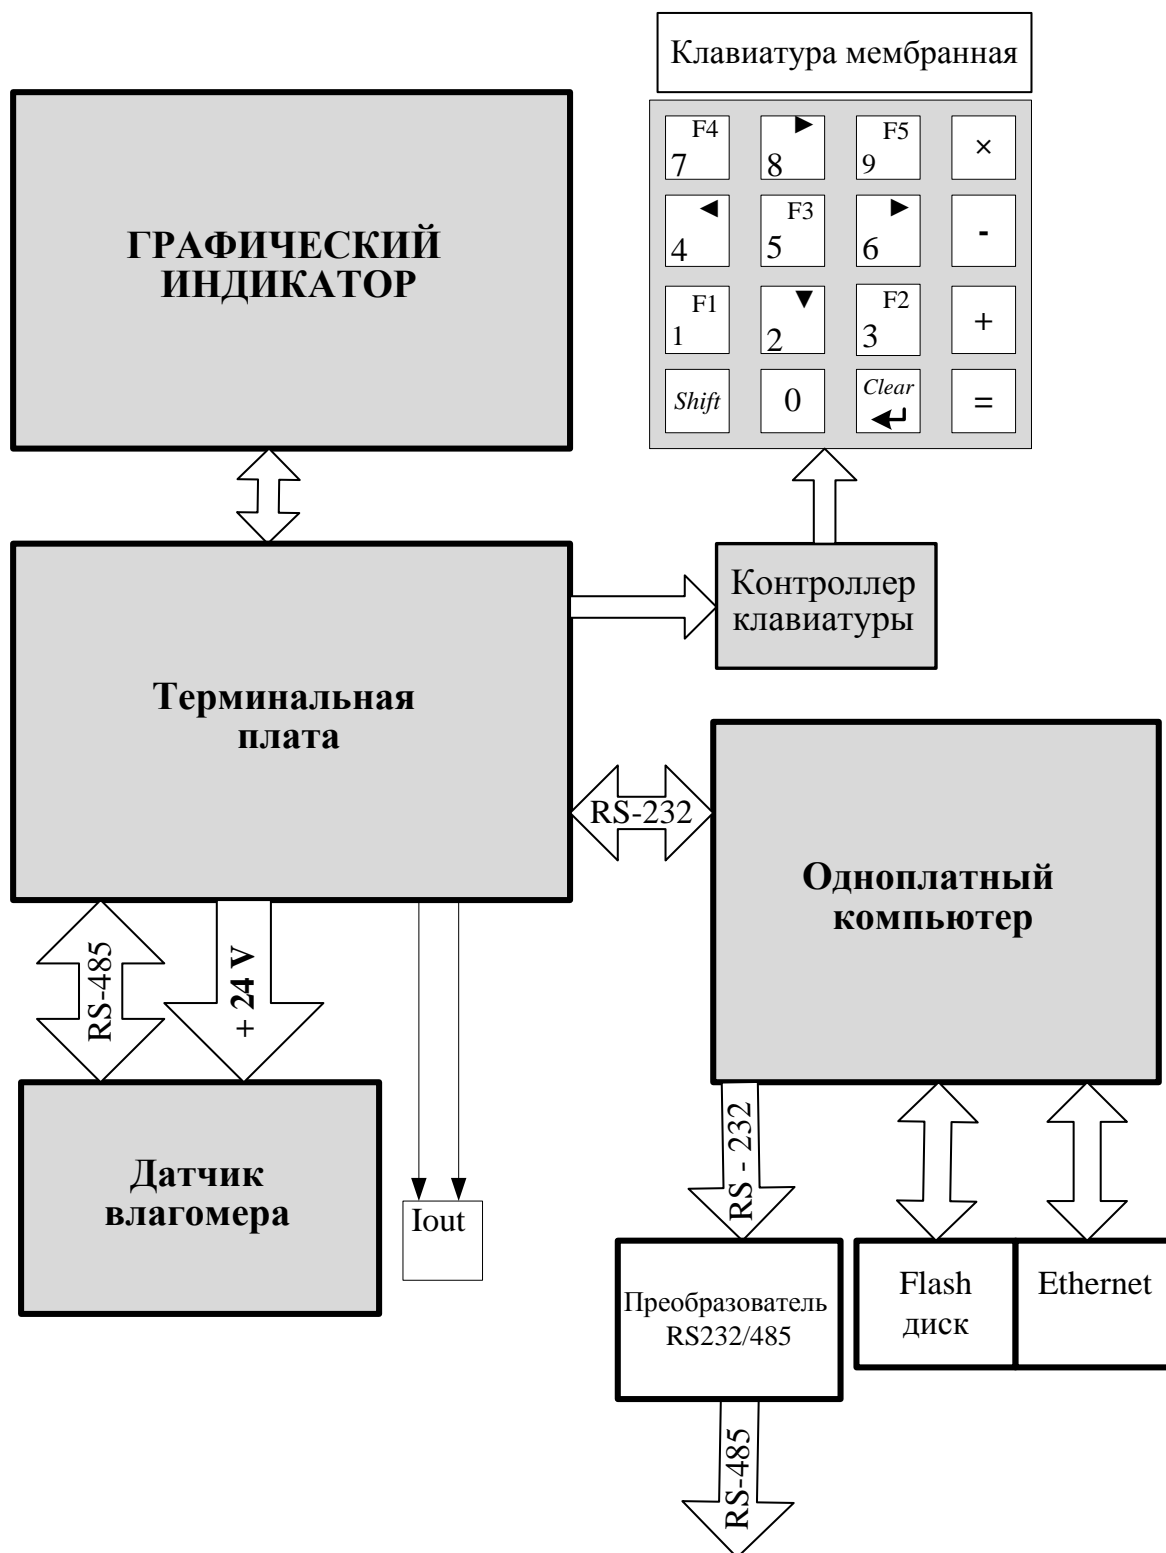 Клавиатура мембранная
F4
7
►
8
F5
9
×
◄
4
F3
5
►
6
-
F1
1
▼
2
F2
3
+
Shift
0
Clear
=
ГРАФИЧЕСКИЙ
ИНДИКАТОР
Контроллер
клавиатуры
Терминальная
плата
RS-232
Одноплатный
компьютер
RS-485
+ 24 V
Датчик
влагомера
Iout
RS - 232
Преобразователь
RS232/485
Flash
диск
Ethernet
RS-485